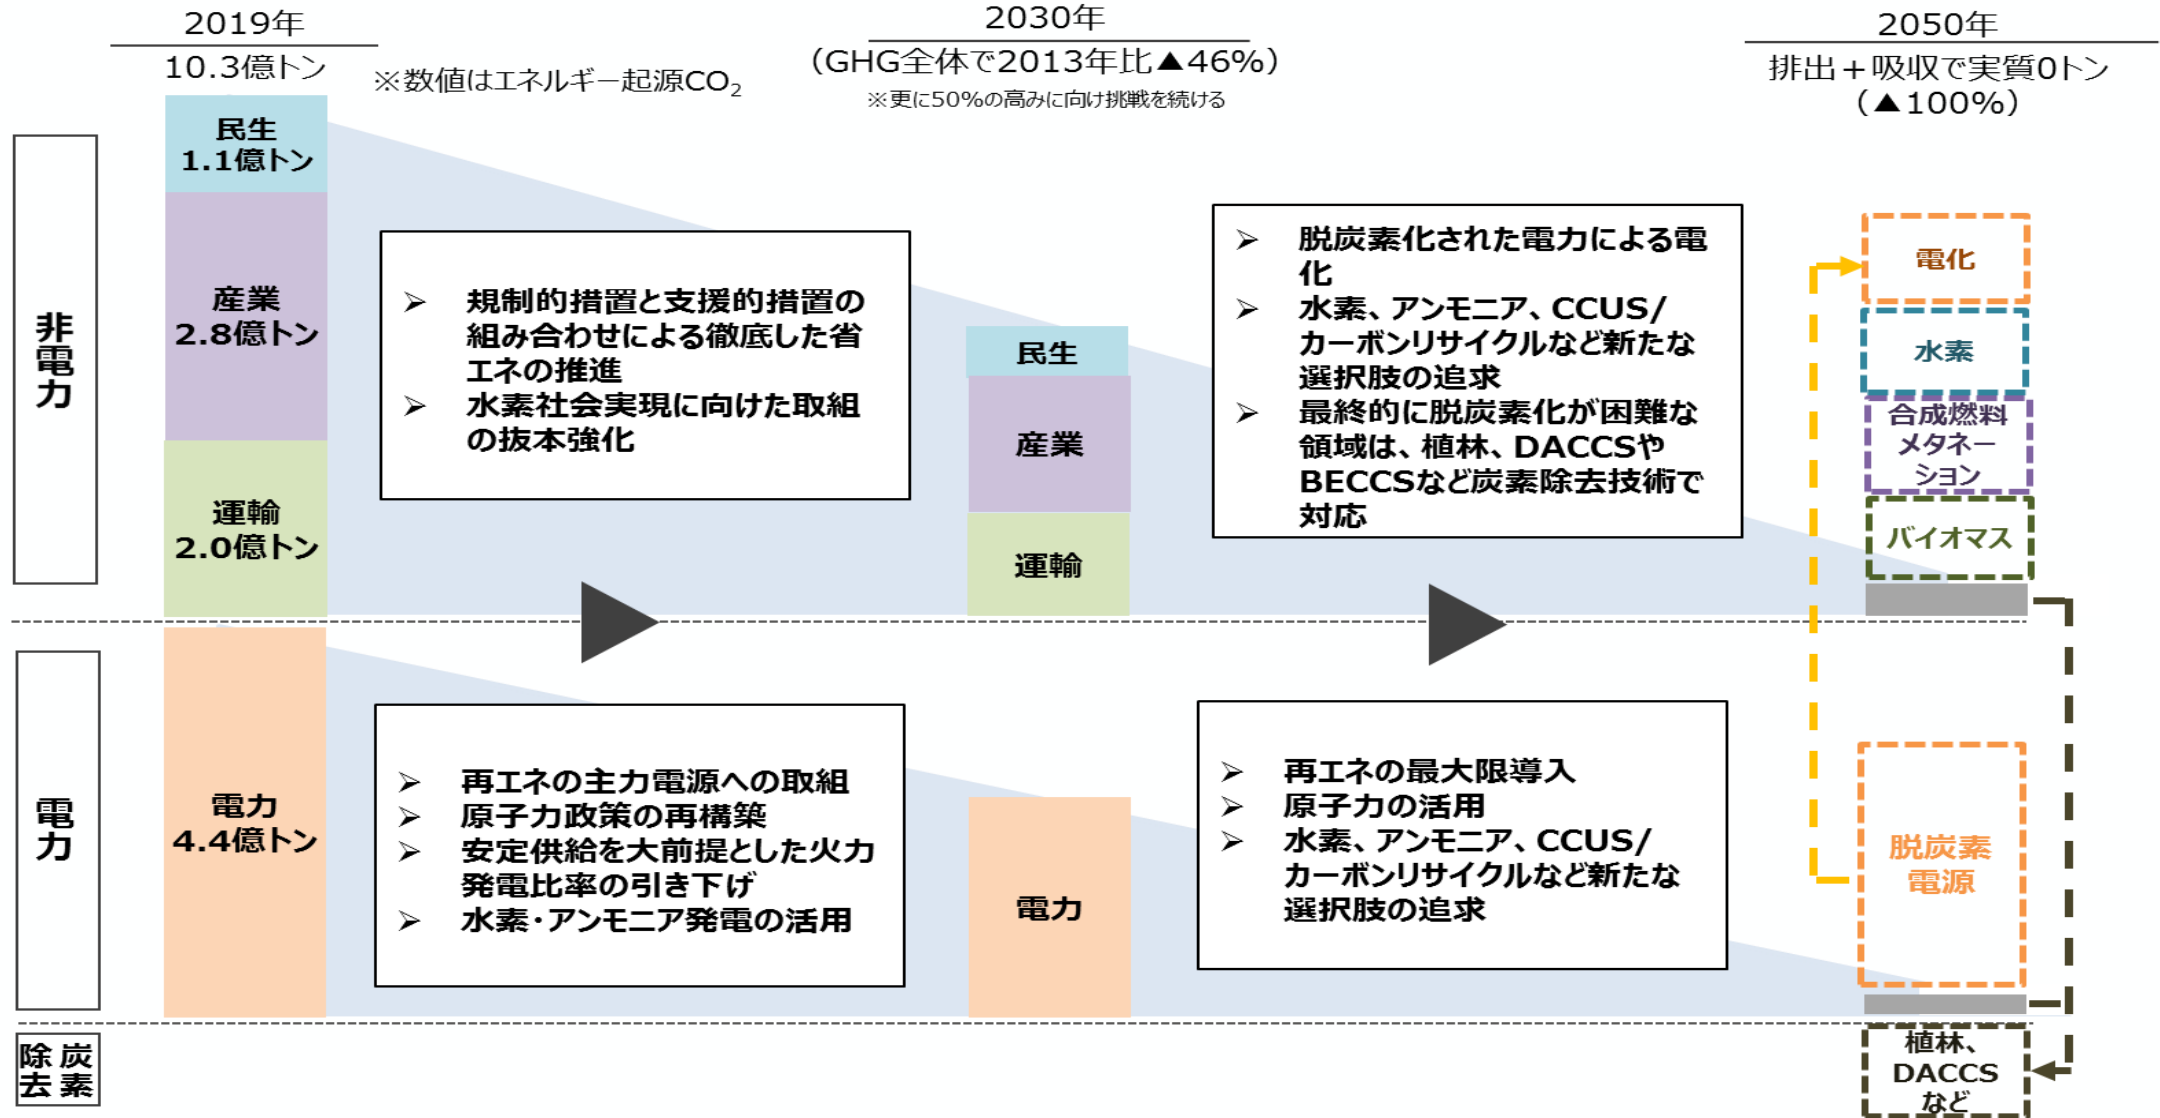 2019年
10.3億トン
※数値はエネルギー起源CO₂
2030年
(GHG全体で2013年比▲46%)
※更に50%の高みに向け挑戦を続ける
2050年
排出+吸収で実質0トン
(▲100%)
非電力
民生
1.1億トン
産業
2.8億トン
運輸
2.0億トン
➢ 規制的措置と支援的措置の
組み合わせによる徹底した省
エネの推進
➢ 水素社会実現に向けた取組
の抜本強化
民生
産業
運輸
➢ 脱炭素化された電力による電
化
➢ 水素、アンモニア、CCUS/
カーボンリサイクルなど新たな
選択肢の追求
➢ 最終的に脱炭素化が困難な
領域は、植林、DACCSや
BECCSなど炭素除去技術で
対応
電化
水素
合成燃料
メタネー
ション
バイオマス
電力
電力
4.4億トン
➢ 再エネの主力電源への取組
➢ 原子力政策の再構築
➢ 安定供給を大前提とした火力
発電比率の引き下げ
➢ 水素・アンモニア発電の活用
電力
➢ 再エネの最大限導入
➢ 原子力の活用
➢ 水素、アンモニア、CCUS/
カーボンリサイクルなど新たな
選択肢の追求
脱炭素
電源
炭素
除去
植林、
DACCS
など